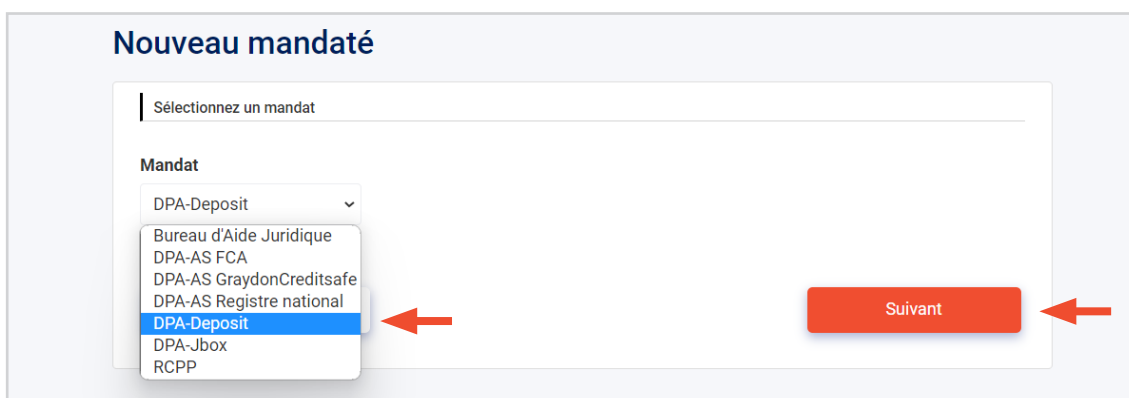 Nouveau mandaté
Sélectionnez un mandat
Mandat
DPA-Deposit
Bureau d'Aide Juridique
DPA-AS FCA
DPA-AS GraydonCreditsafe
DPA-AS Registre national
DPA-Deposit
DPA-Jbox
RCPP
Suivant